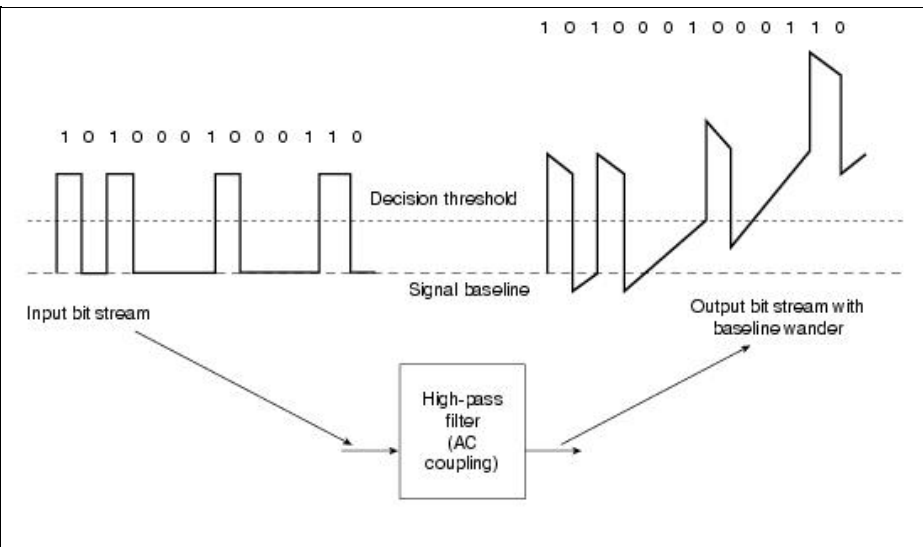 1 0 1 0 0 0 1 0 0 0 1 1 0
1 0 1 0 0 0 1 0 0 0 1 1 0
Decision threshold
Signal baseline
Input bit stream
Output bit stream with
baseline wander
High-pass
filter
(AC
coupling)